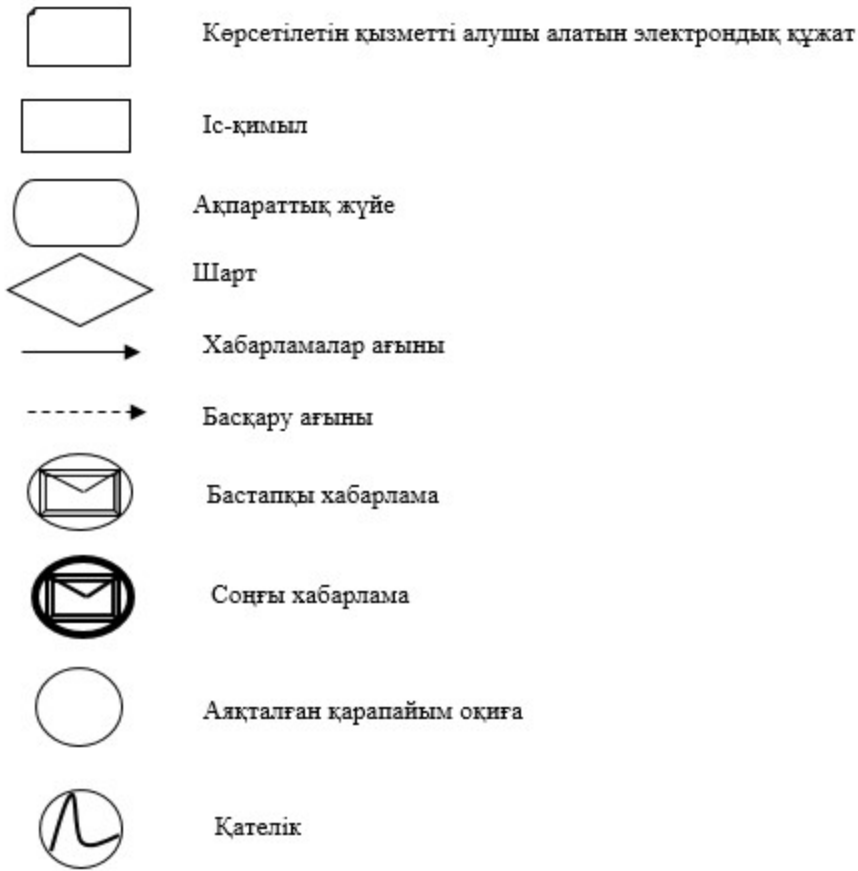 Көрсетілетін қызметті алушы алатын электрондық құжат
Іс-қимыл
Ақпараттық жүйе
Шарт
Хабарламалар ағыны
Басқару ағыны
Бастапқы хабарлама
Соңғы хабарлама
Аяқталған қарапайым оқиға
Қателік